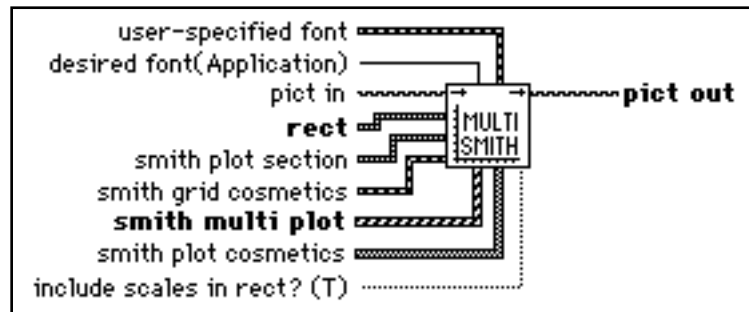 user-specified font
desired font(Application)
pict in
pict out
rect
MULTI
SMITH
smith plot section
smith grid cosmetics
smith multi plot
smith plot cosmetics
include scales in rect? (T)